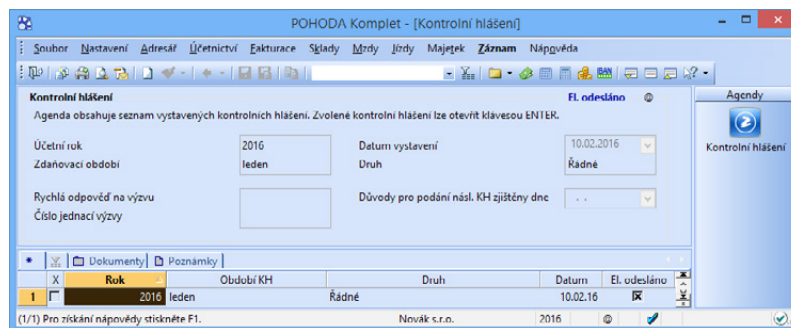 POHODA Komplet - [Kontrolní hlášení]
Soubor Nastavení Adresář Účetnictví Fakturace Sklady Mzdy Jízdy Majetek Záznam Nápověda
Kontrolní hlášení El. odesláno @ Agendy
Agenda obsahuje seznam vystavených kontrolních hlášení. Zvolené kontrolní hlášení lze otevřít klávesou ENTER.
Účetní rok 2016 Datum vystavení 10.02.2016 Kontrolní hlášení
Zdaňovací období leden Druh Řádné
Rychlá odpověď na výzvu Důvody pro podání násl. KH zjištěny dne . .
Číslo jednací výzvy
* Dokumenty Poznámky
X Rok Období KH Druh Datum El. odesláno
1 2016 leden Řádné 10.02.16
(1/1) Pro získání nápovědy stiskněte F1. Novák s.r.o. 2016 @